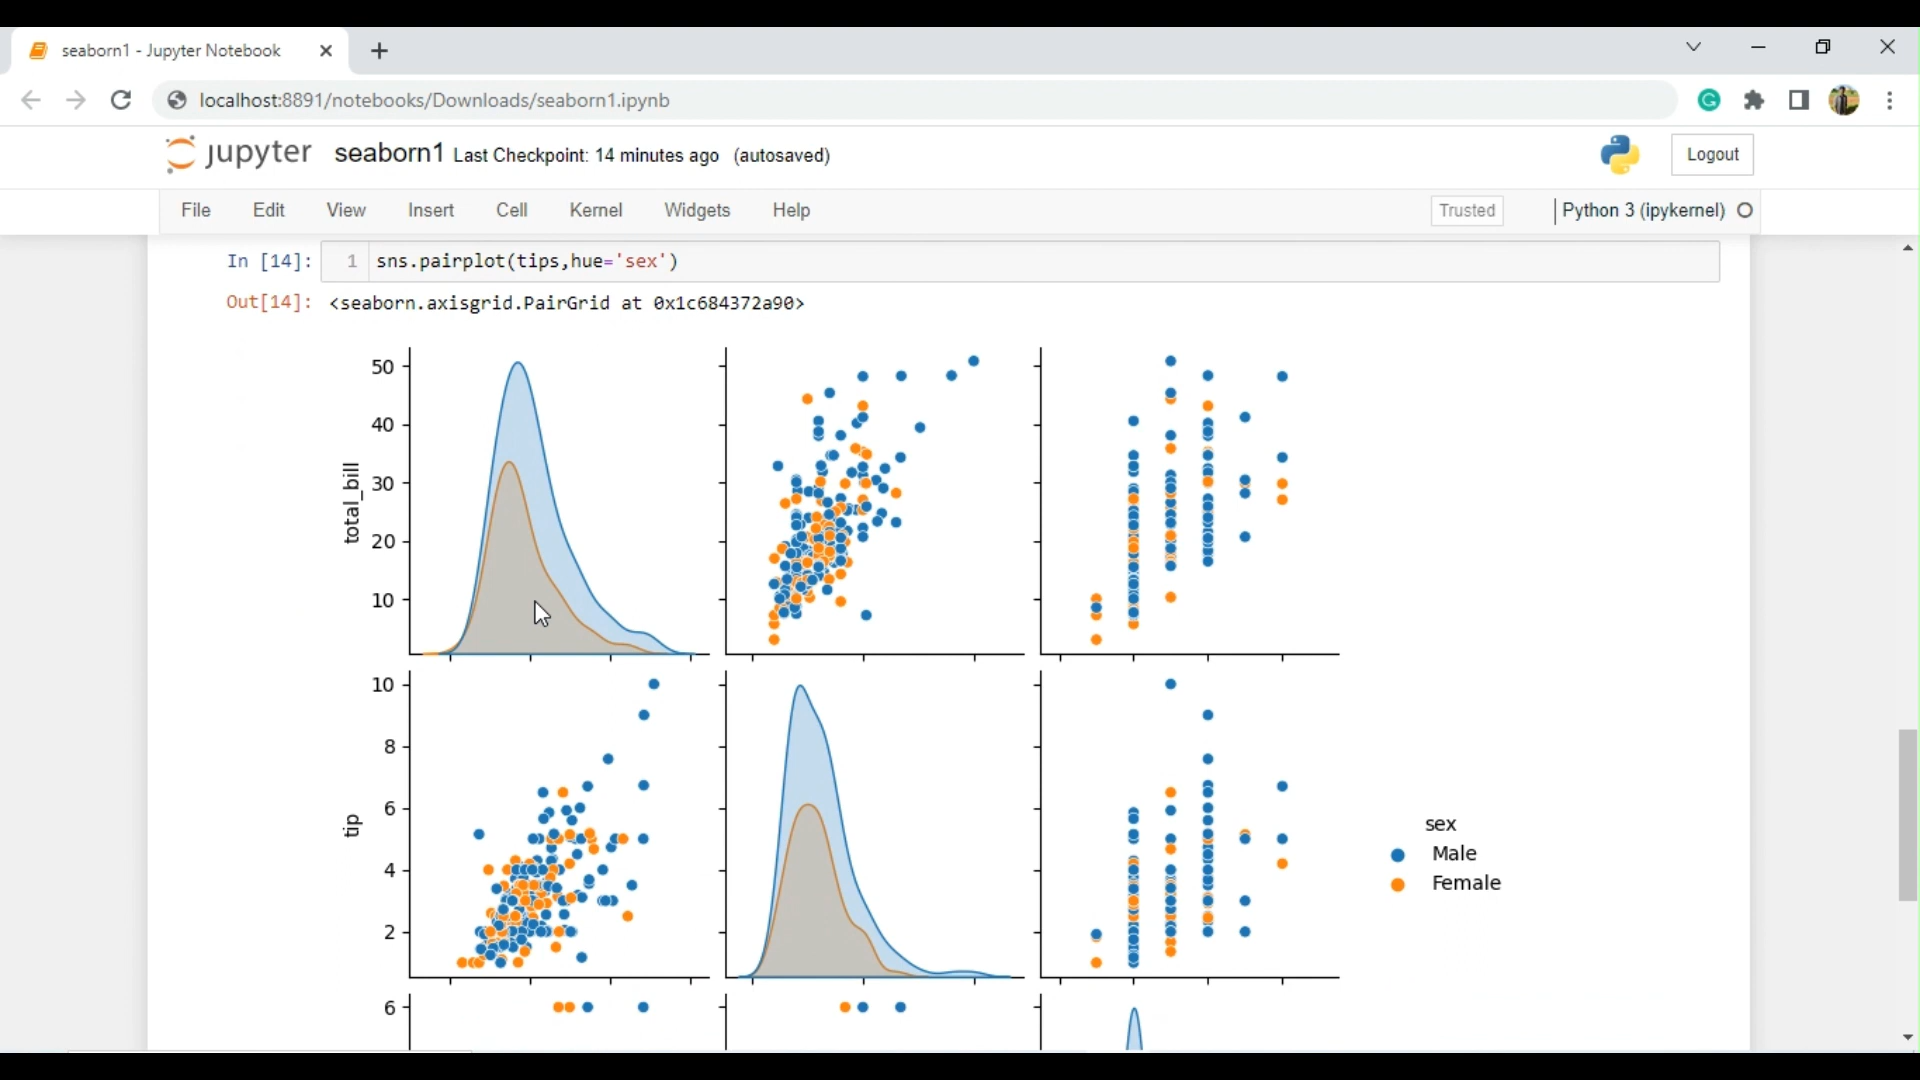 seaborn1 - Jupyter Notebook
localhost:8891/notebooks/Downloads/seaborn1.ipynb
jupyter seaborn1 Last Checkpoint: 14 minutes ago (autosaved)
Logout
File Edit View Insert Cell Kernel Widgets Help
Trusted
Python 3 (ipykernel)
In [14]: 1 sns.pairplot(tips,hue='sex')
Out[14]: <seaborn.axisgrid.PairGrid at 0x1c684372a90>
50
40
30
20
10
total_bill
10
8
6
4
2
tip
sex
Male
Female
6